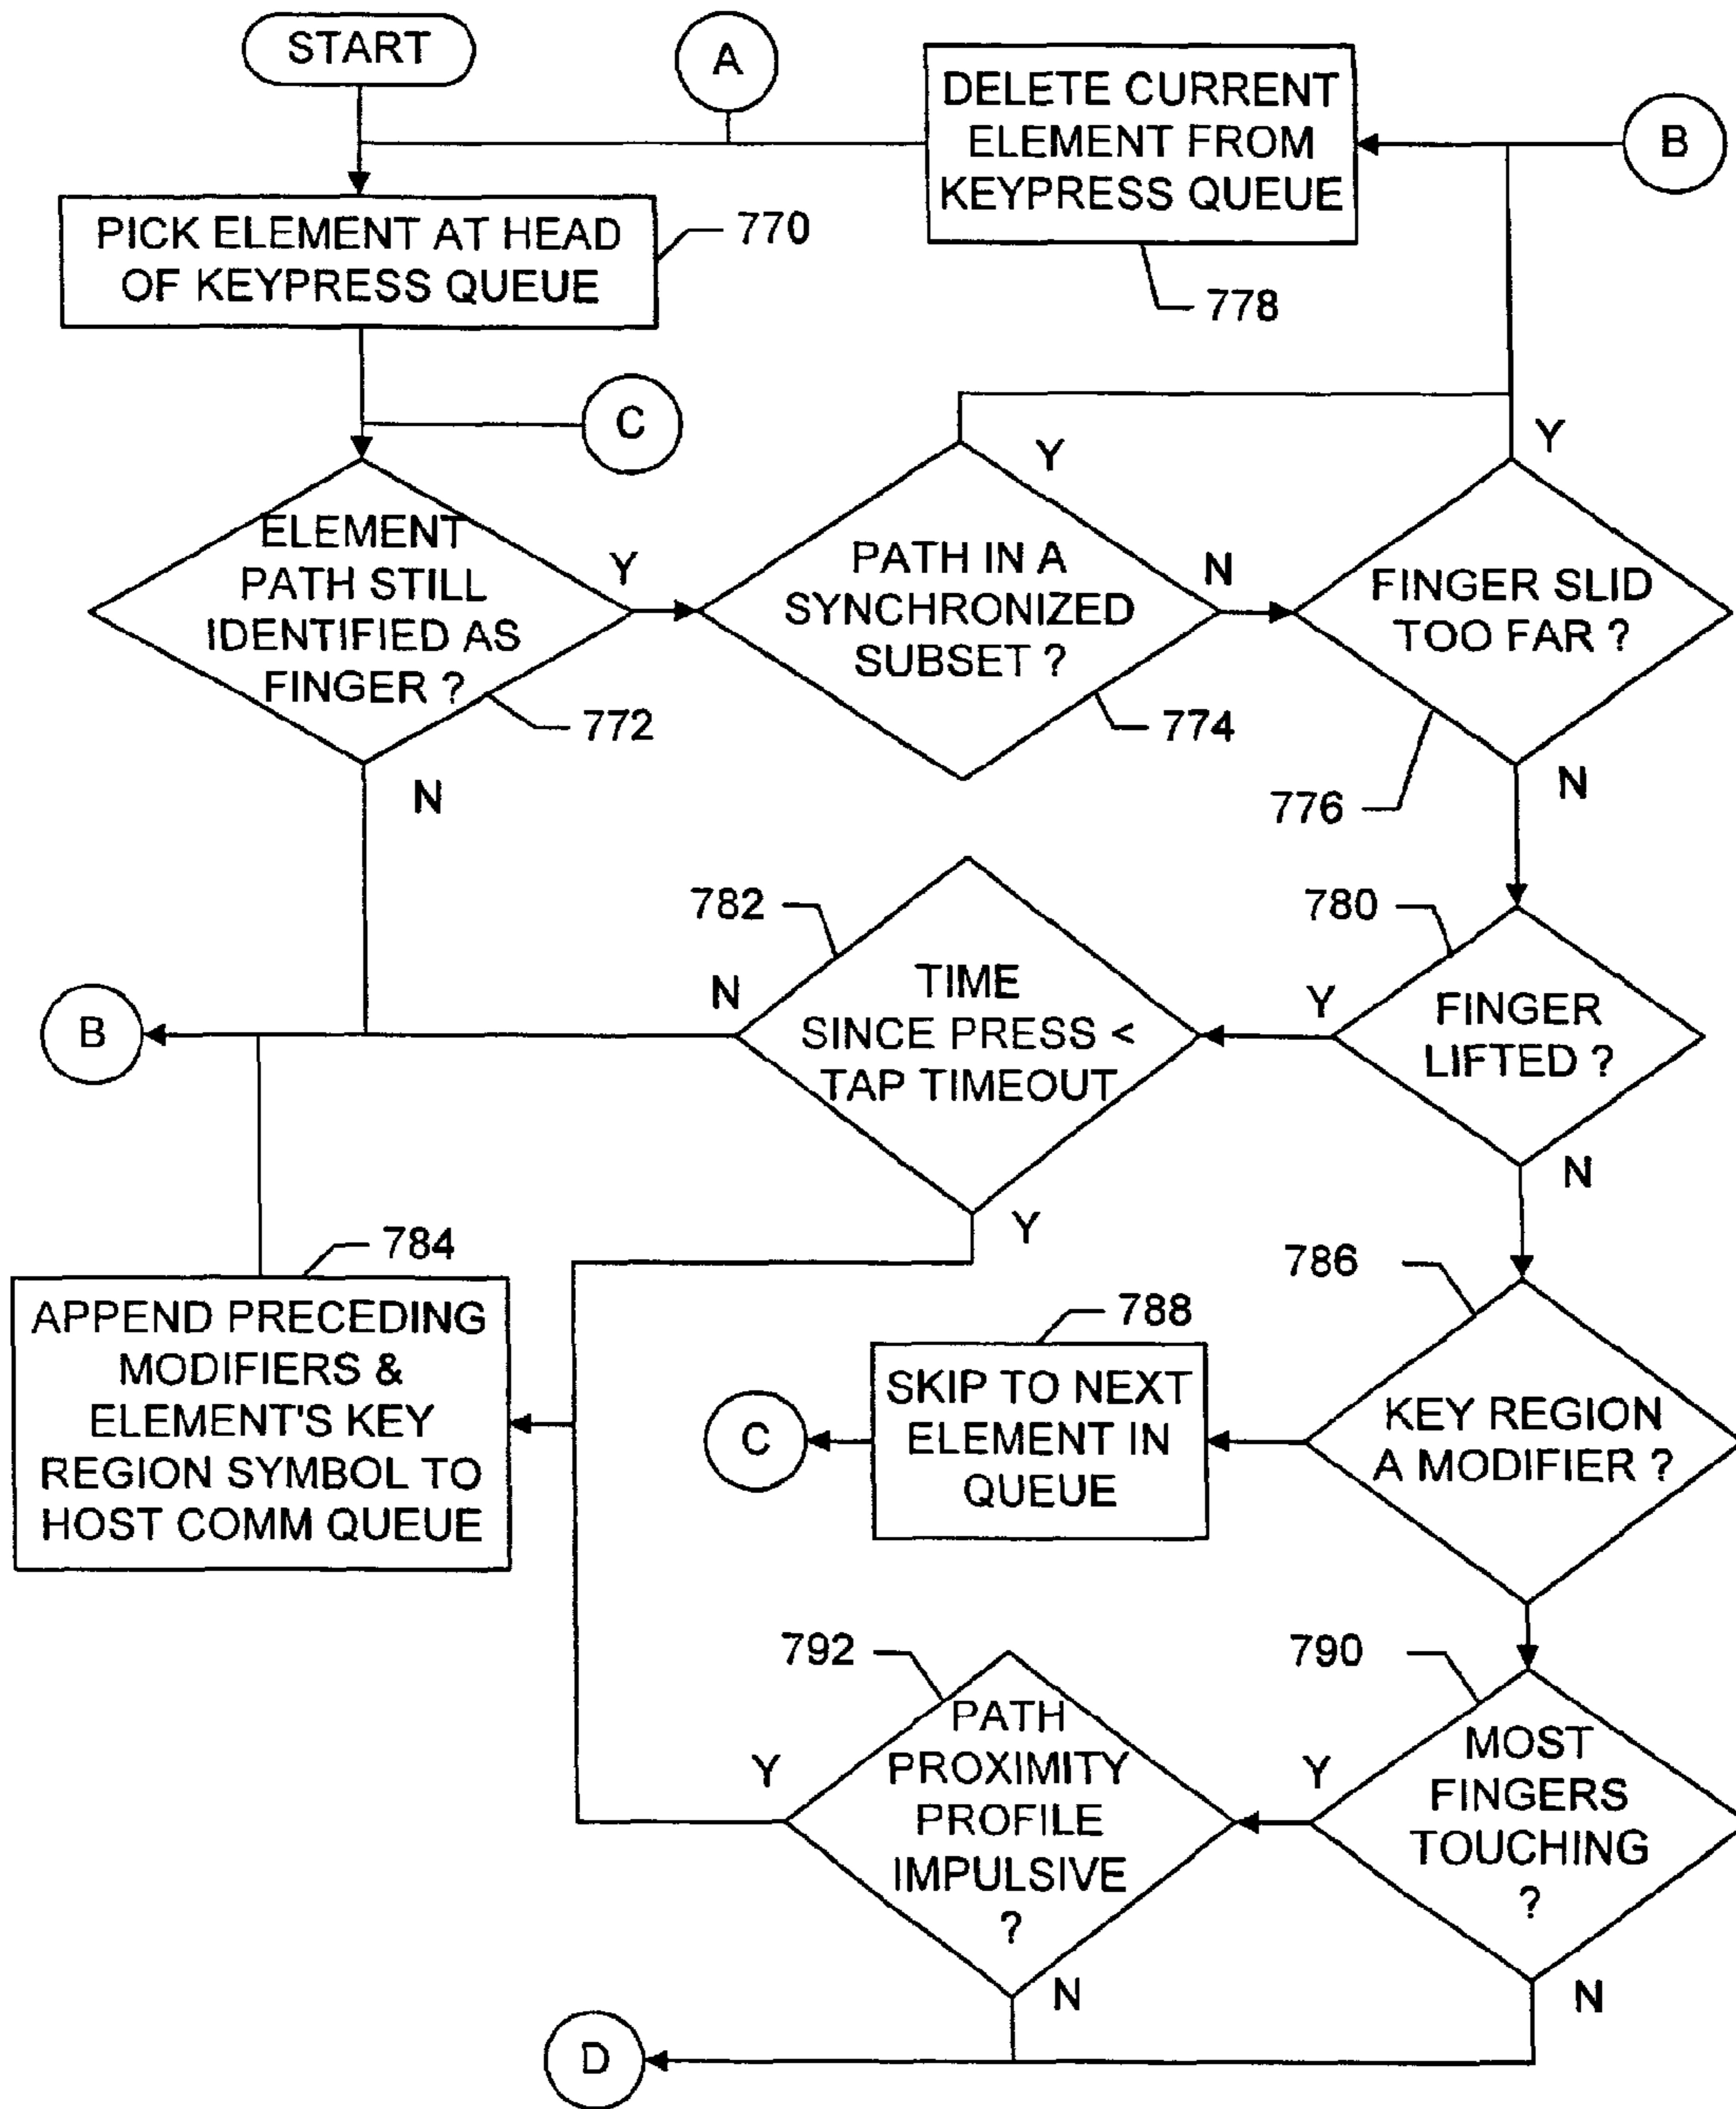 START
A
DELETE CURRENT
ELEMENT FROM
KEYPRESS QUEUE
B
PICK ELEMENT AT HEAD
OF KEYPRESS QUEUE
770
778
C
ELEMENT
PATH STILL
IDENTIFIED AS
FINGER ?
Y
772
N
PATH IN A
SYNCHRONIZED
SUBSET ?
Y
N
774
FINGER SLID
TOO FAR ?
Y
776
N
782
TIME
SINCE PRESS <
TAP TIMEOUT
N
Y
780
FINGER
LIFTED ?
Y
N
B
784
APPEND PRECEDING
MODIFIERS &
ELEMENT'S KEY
REGION SYMBOL TO
HOST COMM QUEUE
788
SKIP TO NEXT
ELEMENT IN
QUEUE
C
786
KEY REGION
A MODIFIER ?
792
PATH
PROXIMITY
PROFILE
IMPULSIVE
?
Y
N
790
MOST
FINGERS
TOUCHING
?
Y
N
D